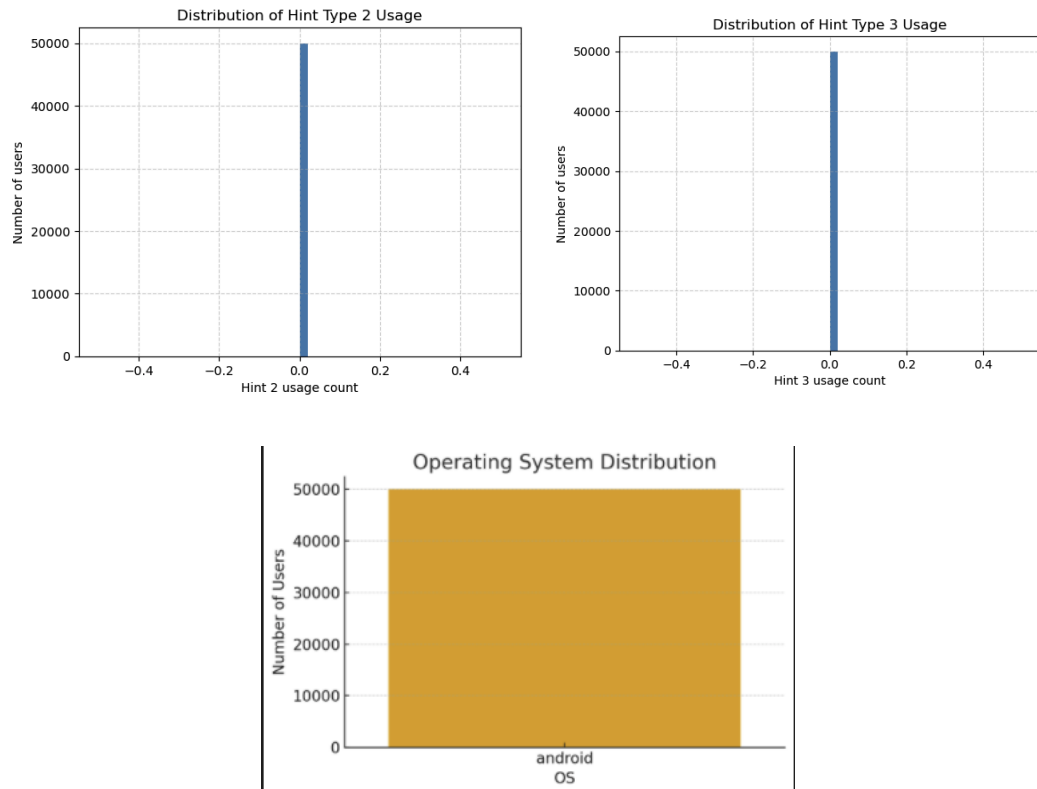 Distribution of Hint Type 2 Usage
50000
40000
30000
20000
10000
0
Number of users
−0.4 −0.2 0.0 0.2 0.4
Hint 2 usage count
Distribution of Hint Type 3 Usage
50000
40000
30000
20000
10000
0
Number of users
−0.4 −0.2 0.0 0.2 0.4
Hint 3 usage count
Operating System Distribution
50000
40000
30000
20000
10000
0
Number of Users
android
OS